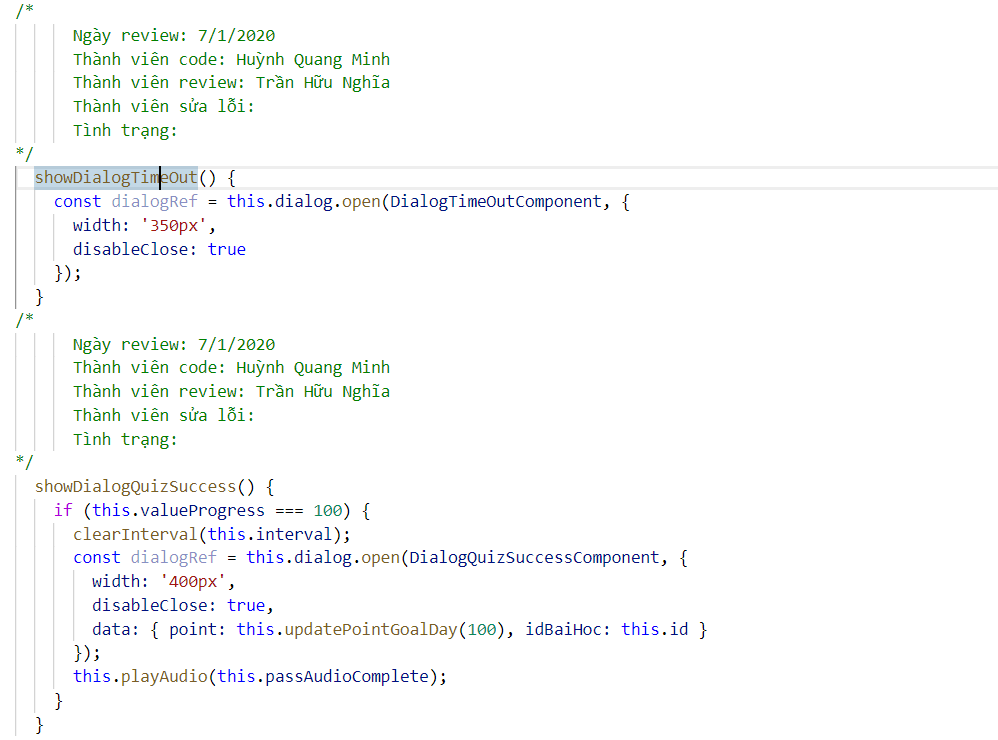 /*
Ngày review: 7/1/2020
Thành viên code: Huỳnh Quang Minh
Thành viên review: Trần Hữu Nghĩa
Thành viên sửa lỗi:
Tình trạng:
*/
showDialogTimeOut() {
const dialogRef = this.dialog.open(DialogTimeOutComponent, {
width: '350px',
disableClose: true
});
}
/*
Ngày review: 7/1/2020
Thành viên code: Huỳnh Quang Minh
Thành viên review: Trần Hữu Nghĩa
Thành viên sửa lỗi:
Tình trạng:
*/
showDialogQuizSuccess() {
if (this.valueProgress === 100) {
clearInterval(this.interval);
const dialogRef = this.dialog.open(DialogQuizSuccessComponent, {
width: '400px',
disableClose: true,
data: { point: this.updatePointGoalDay(100), idBaiHoc: this.id }
});
this.playAudio(this.passAudioComplete);
}
}